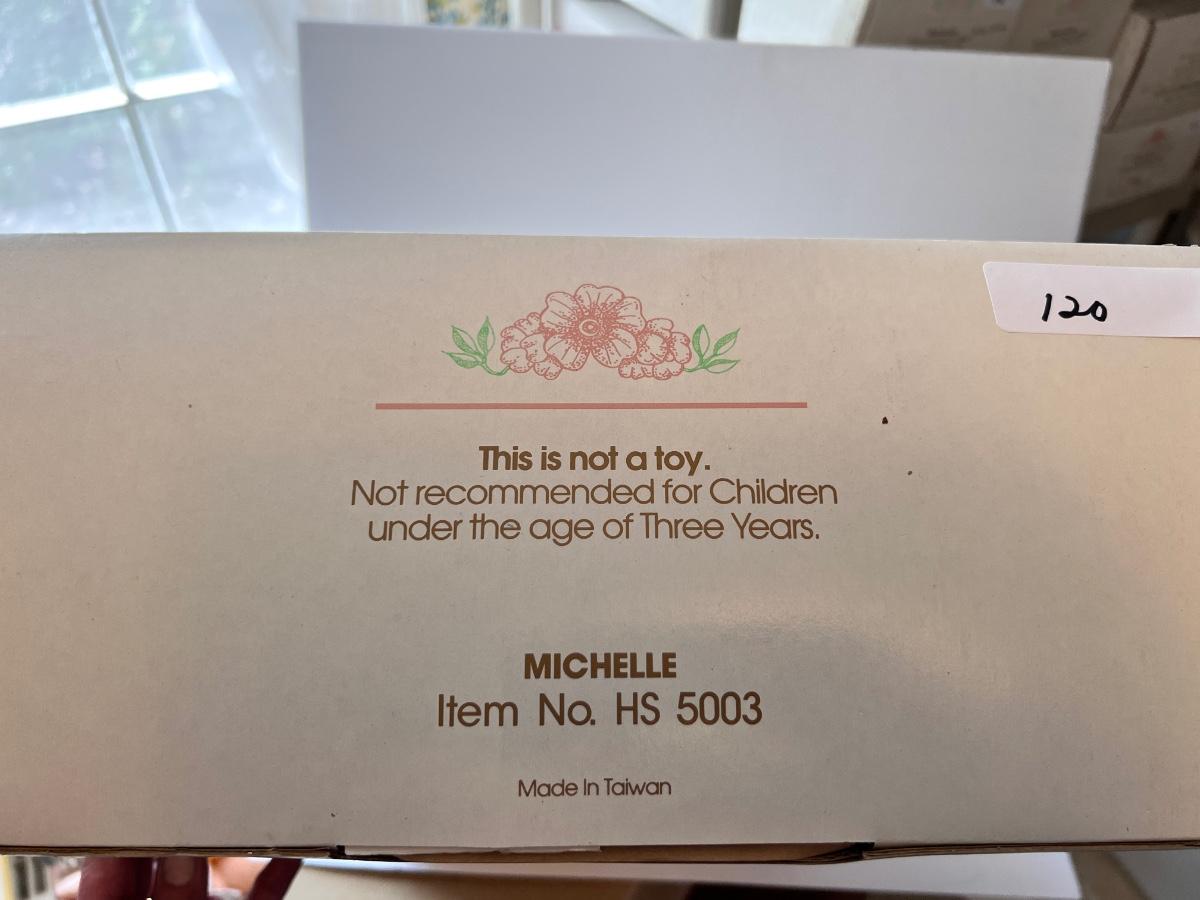 120
This is not a toy.
Not recommended for Children
under the age of Three Years.
MICHELLE
Item No. HS 5003
Made In Taiwan